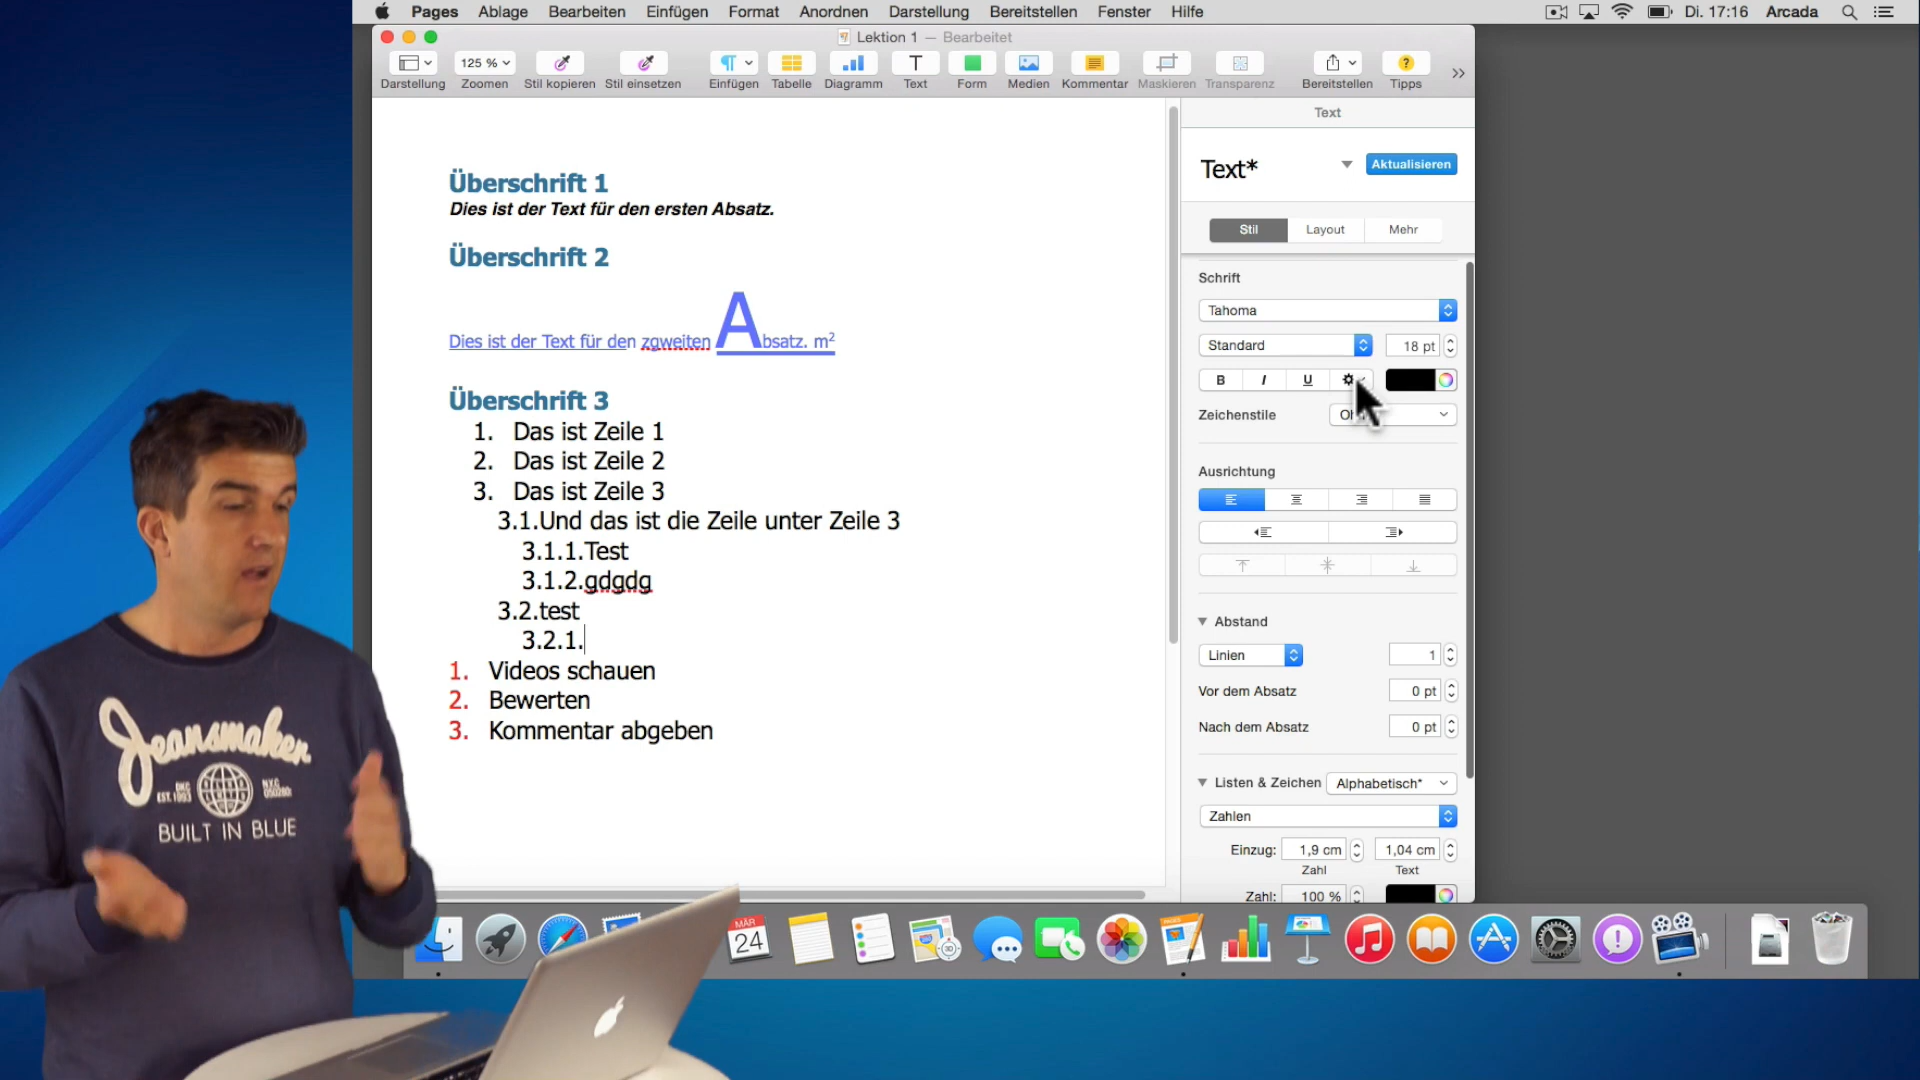 Pages Ablage Bearbeiten Einfügen Format Anordnen Darstellung Bereitstellen Fenster Hilfe Di. 17:16 Arcada
Lektion 1 — Bearbeitet
125 %
Darstellung Zoomen Stil kopieren Stil einsetzen Einfügen Tabelle Diagramm Text Form Medien Kommentar Maskieren Transparenz Bereitstellen Tipps
Text
Text* Aktualisieren
Stil Layout Mehr
Schrift
Tahoma
Standard 18 pt
B I U
Zeichenstile
Ausrichtung
Abstand
Linien 1
Vor dem Absatz 0 pt
Nach dem Absatz 0 pt
Listen & Zeichen Alphabetisch*
Zahlen
Einzug: 1,9 cm 1,04 cm
Zahl Text
Zahl: 100 %
Überschrift 1
Dies ist der Text für den ersten Absatz.
Überschrift 2
Dies ist der Text für den zgweiten Absatz. m²
Überschrift 3
1. Das ist Zeile 1
2. Das ist Zeile 2
3. Das ist Zeile 3
3.1.Und das ist die Zeile unter Zeile 3
3.1.1.Test
3.1.2.gdgdg
3.2.test
3.2.1.
1. Videos schauen
2. Bewerten
3. Kommentar abgeben
Jeansmaker
EST. 1993
BUILT IN BLUE
MÄR
24
PAGES